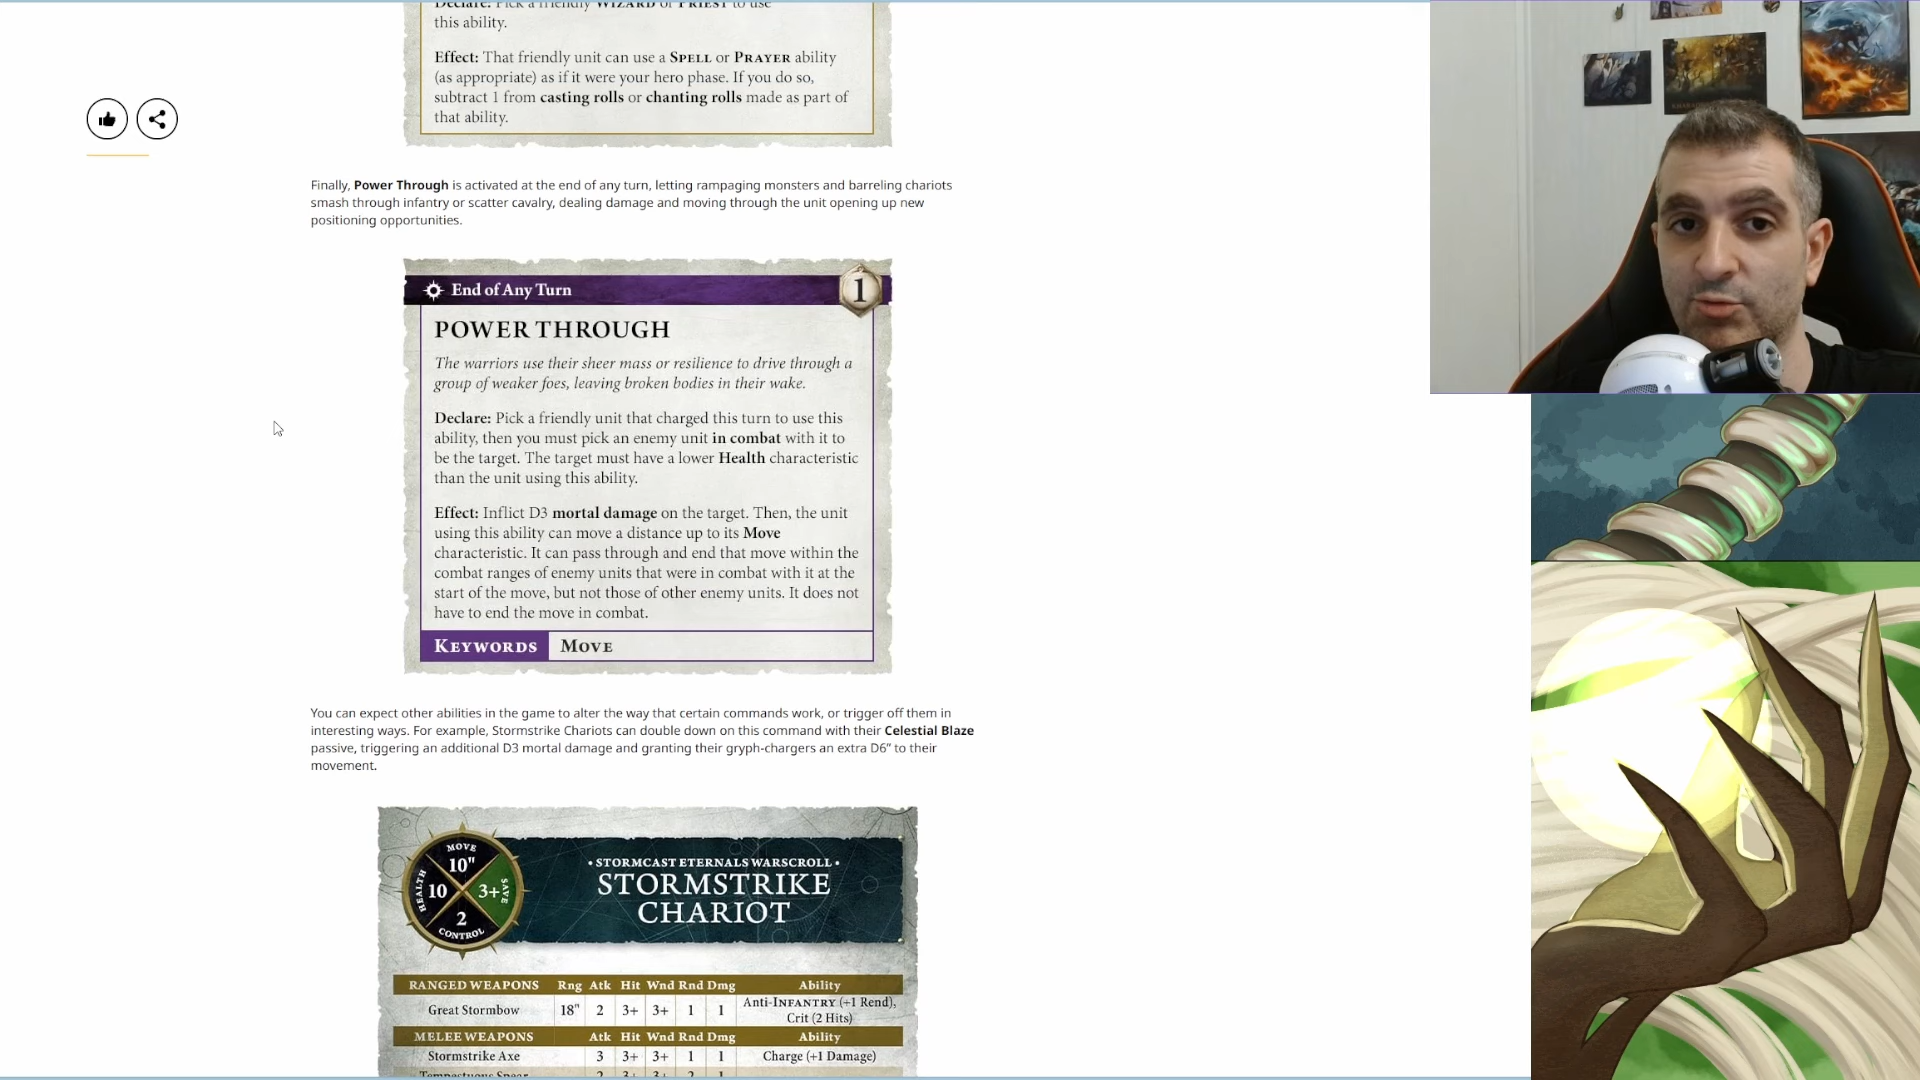 Declare: Pick a friendly WIZARD or PRIEST to use
this ability.
Effect: That friendly unit can use a SPELL or PRAYER ability
(as appropriate) as if it were your hero phase. If you do so,
subtract 1 from casting rolls or chanting rolls made as part of
that ability.
Finally, Power Through is activated at the end of any turn, letting rampaging monsters and barreling chariots
smash through infantry or scatter cavalry, dealing damage and moving through the unit opening up new
positioning opportunities.
End of Any Turn
1
POWER THROUGH
The warriors use their sheer mass or resilience to drive through a
group of weaker foes, leaving broken bodies in their wake.
Declare: Pick a friendly unit that charged this turn to use this
ability, then you must pick an enemy unit in combat with it to
be the target. The target must have a lower Health characteristic
than the unit using this ability.
Effect: Inflict D3 mortal damage on the target. Then, the unit
using this ability can move a distance up to its Move
characteristic. It can pass through and end that move within the
combat ranges of enemy units that were in combat with it at the
start of the move, but not those of other enemy units. It does not
have to end the move in combat.
KEYWORDS MOVE
You can expect other abilities in the game to alter the way that certain commands work, or trigger off them in
interesting ways. For example, Stormstrike Chariots can double down on this command with their Celestial Blaze
passive, triggering an additional D3 mortal damage and granting their gryph-chargers an extra D6” to their
movement.
MOVE
10"
HEALTH 10 3+ SAVE
2
CONTROL
• STORMCAST ETERNALS WARSCROLL •
STORMSTRIKE
CHARIOT
RANGED WEAPONS Rng Atk Hit Wnd Rnd Dmg Ability
Great Stormbow 18" 2 3+ 3+ 1 1 Anti-INFANTRY (+1 Rend),
Crit (2 Hits)
MELEE WEAPONS Atk Hit Wnd Rnd Dmg Ability
Stormstrike Axe 3 3+ 3+ 1 1 Charge (+1 Damage)
Tempestuous Spear 2 3+ 3+ 2 1